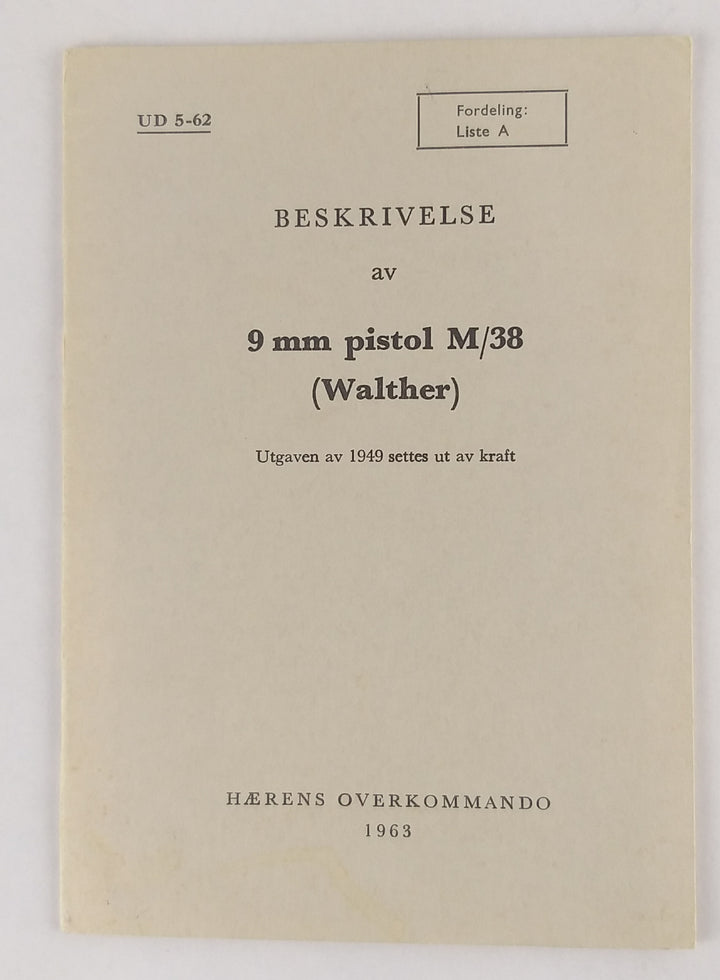 UD 5-62
Fordeling:
Liste A
BESKRIVELSE
av
9 mm pistol M/38
(Walther)
Utgaven av 1949 settes ut av kraft
HÆRENS OVERKOMMANDO
1963